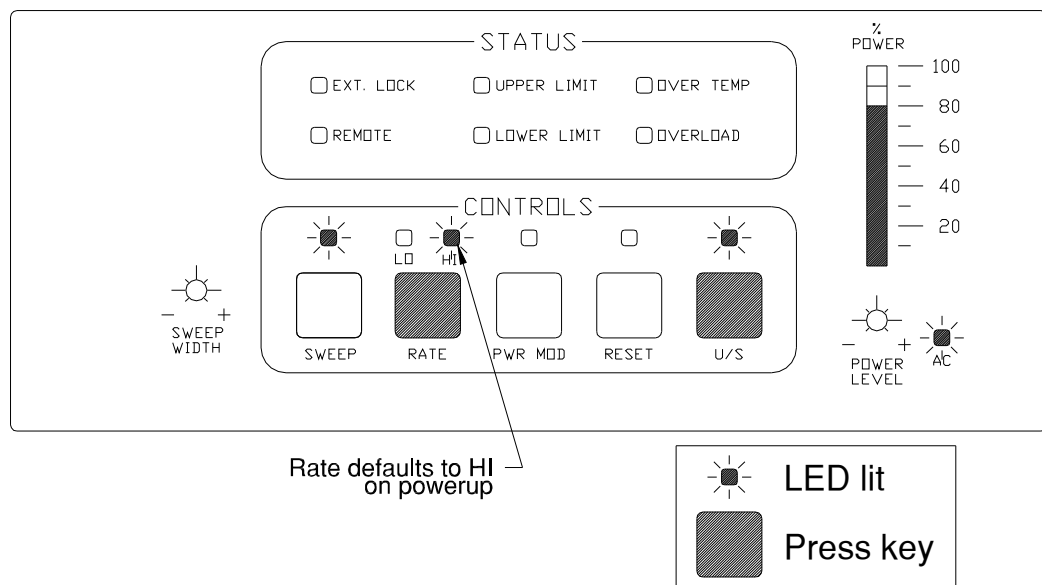 STATUS
EXT. LOCK
UPPER LIMIT
OVER TEMP
REMOTE
LOWER LIMIT
OVERLOAD
%
POWER
100
80
60
40
20
CONTROLS
LO
HI
SWEEP
RATE
PWR MOD
RESET
U/S
- +
SWEEP
WIDTH
- +
POWER
LEVEL
AC
Rate defaults to HI
on powerup
LED lit
Press key